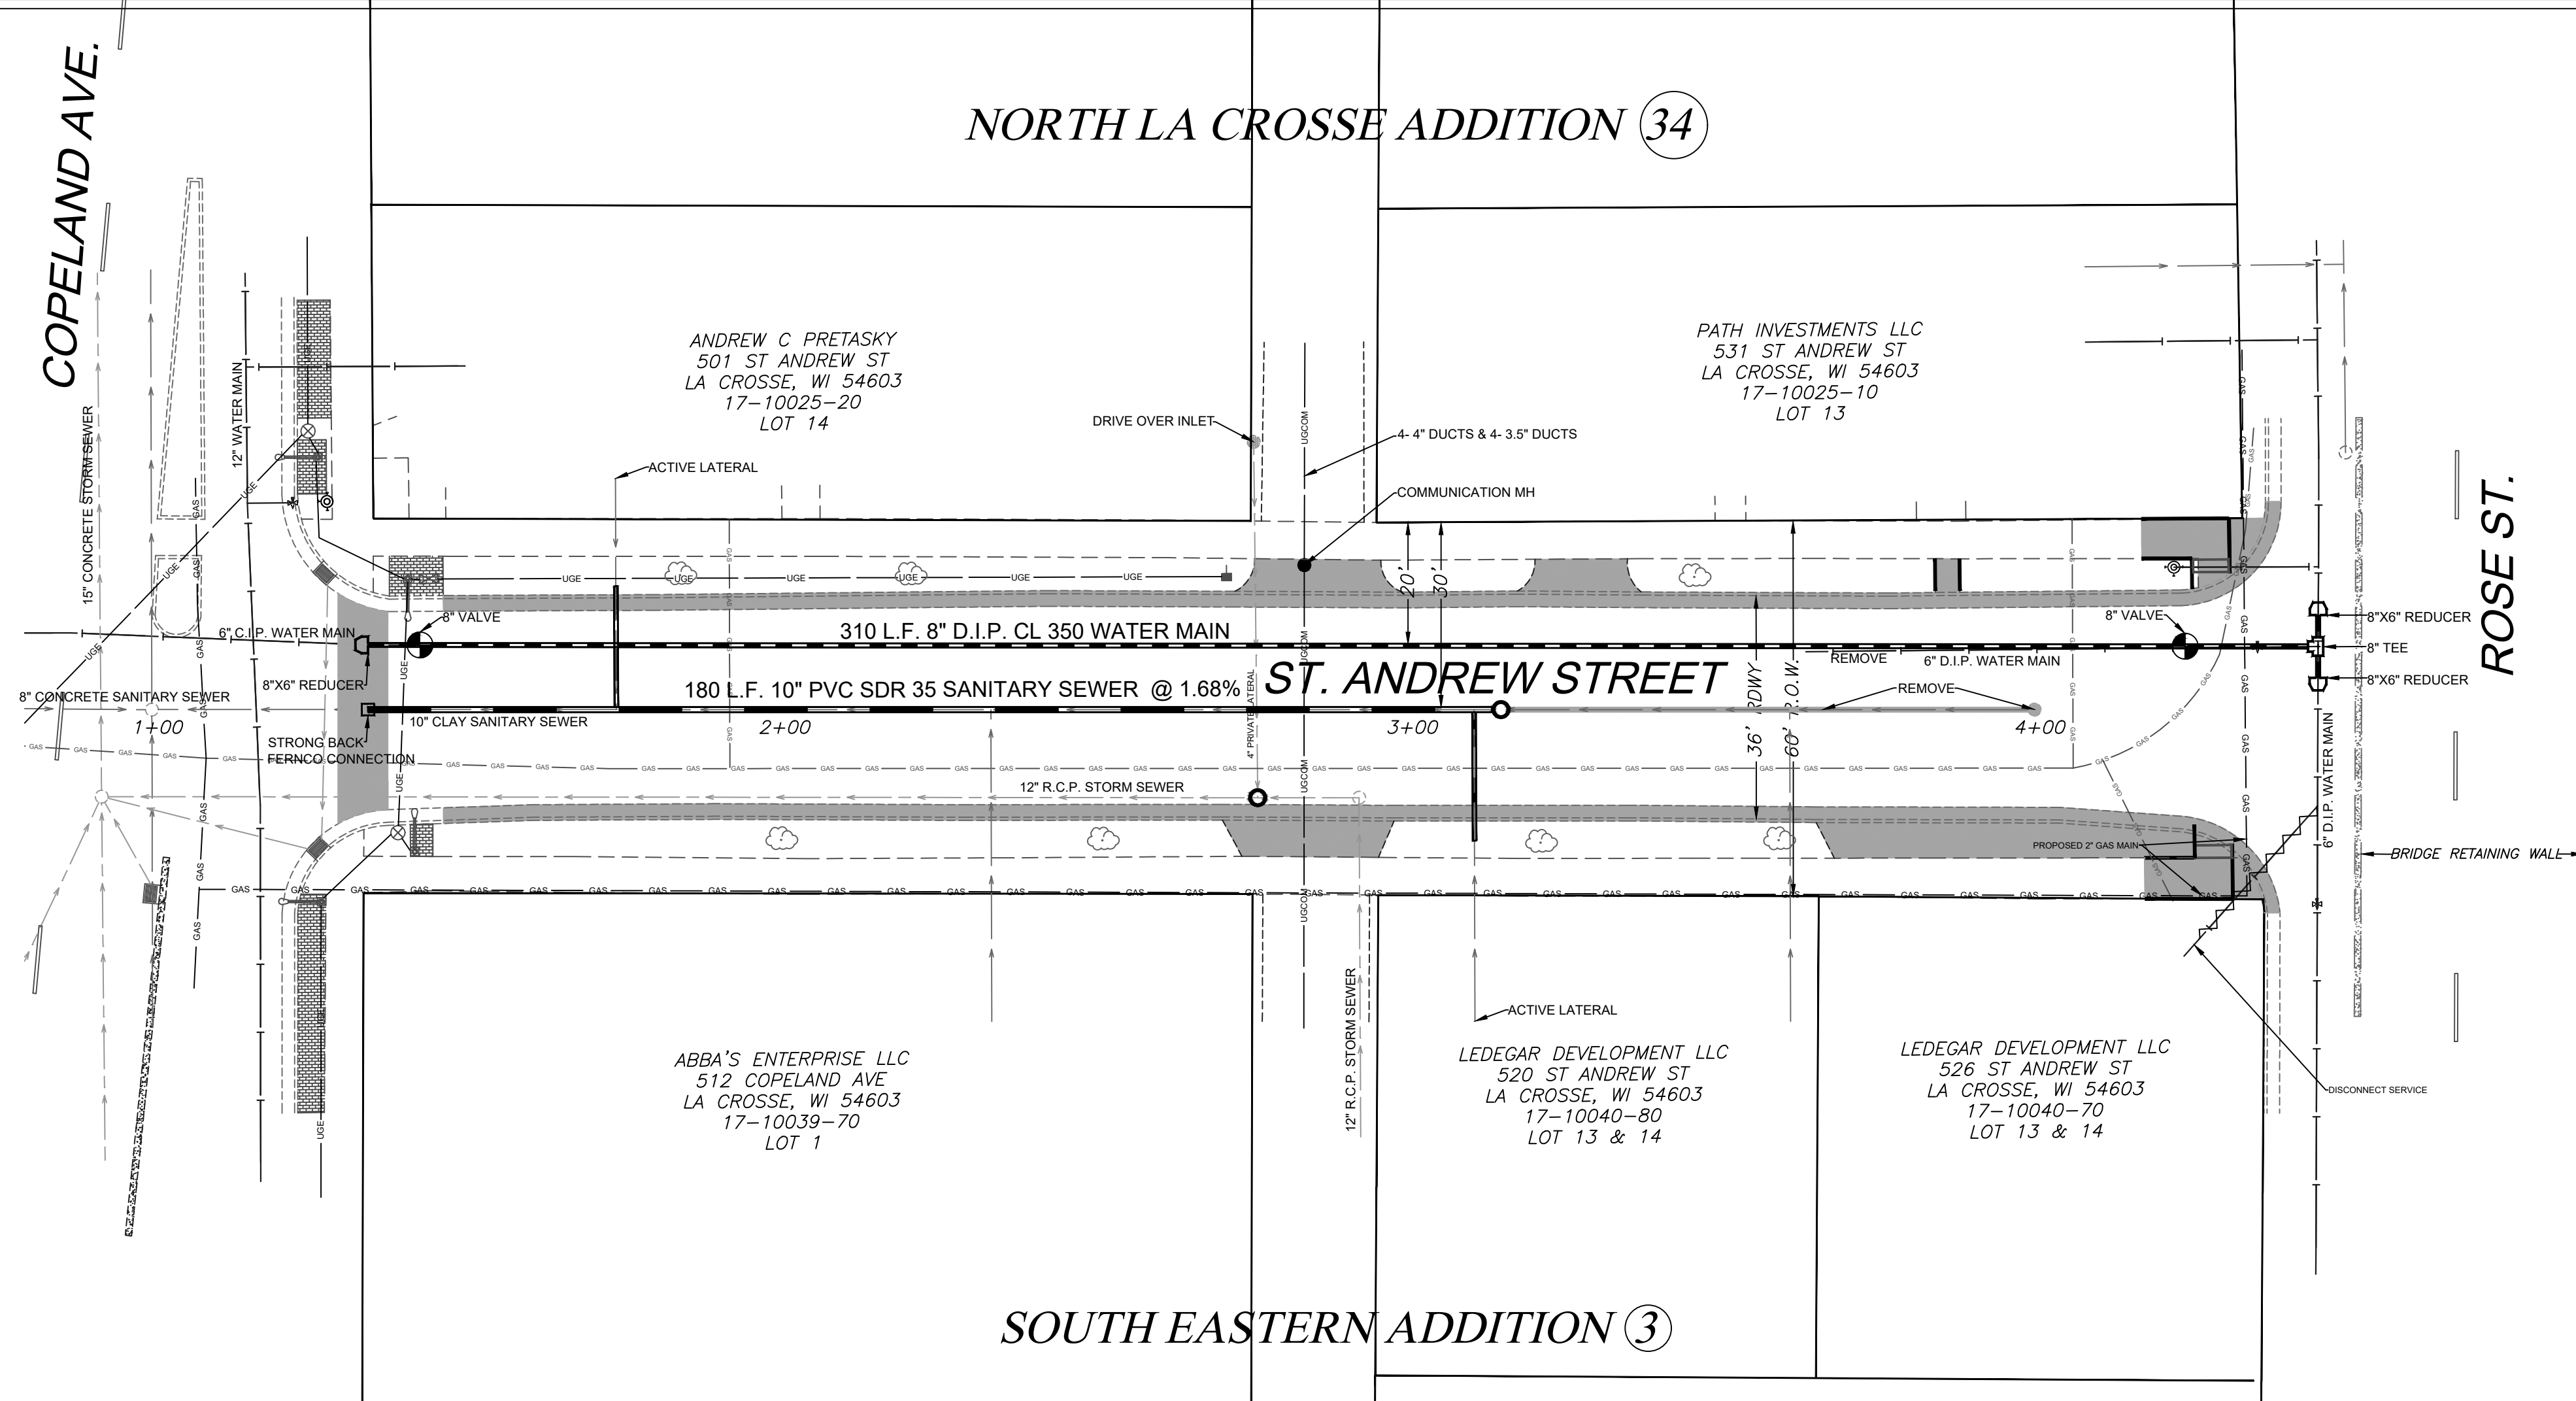 COPELAND AVE.
NORTH LA CROSSE ADDITION 34
ANDREW C PRETASKY
501 ST ANDREW ST
LA CROSSE, WI 54603
17-10025-20
LOT 14
PATH INVESTMENTS LLC
531 ST ANDREW ST
LA CROSSE, WI 54603
17-10025-10
LOT 13
DRIVE OVER INLET
4- 4" DUCTS & 4- 3.5" DUCTS
COMMUNICATION MH
ACTIVE LATERAL
15" CONCRETE STORM SEWER
12" WATER MAIN
UGE
GAS
UGCOM
20'
30'
6" C.I.P. WATER MAIN
8" VALVE
310 L.F. 8" D.I.P. CL 350 WATER MAIN
8" VALVE
8"X6" REDUCER
8" TEE
8"X6" REDUCER
ROSE ST.
REMOVE
6" D.I.P. WATER MAIN
8"X6" REDUCER
8" CONCRETE SANITARY SEWER
180 L.F. 10" PVC SDR 35 SANITARY SEWER @ 1.68%
ST. ANDREW STREET
REMOVE
36' RDWY
60' R.O.W.
4" PRIVATE LATERAL
10" CLAY SANITARY SEWER
1+00
2+00
3+00
4+00
STRONG BACK
FERNCO CONNECTION
12" R.C.P. STORM SEWER
6" D.I.P. WATER MAIN
PROPOSED 2" GAS MAIN
BRIDGE RETAINING WALL
12" R.C.P. STORM SEWER
ACTIVE LATERAL
DISCONNECT SERVICE
ABBA'S ENTERPRISE LLC
512 COPELAND AVE
LA CROSSE, WI 54603
17-10039-70
LOT 1
LEDEGAR DEVELOPMENT LLC
520 ST ANDREW ST
LA CROSSE, WI 54603
17-10040-80
LOT 13 & 14
LEDEGAR DEVELOPMENT LLC
526 ST ANDREW ST
LA CROSSE, WI 54603
17-10040-70
LOT 13 & 14
SOUTH EASTERN ADDITION 3